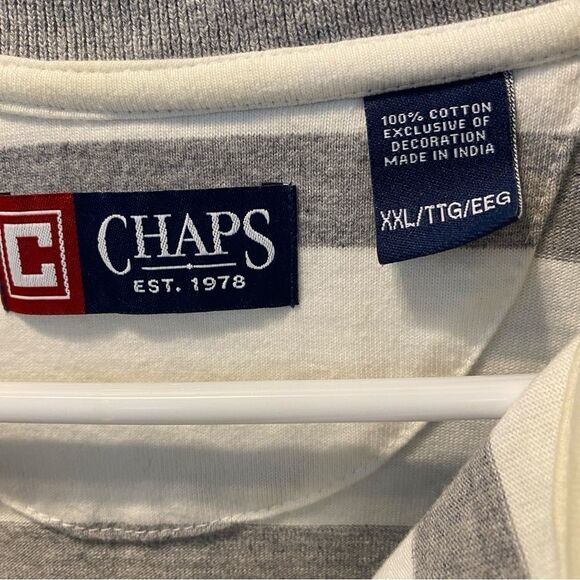 100% COTTON
EXCLUSIVE OF
DECORATION
MADE IN INDIA
XXL/TTG/EEG
C
CHAPS
EST. 1978